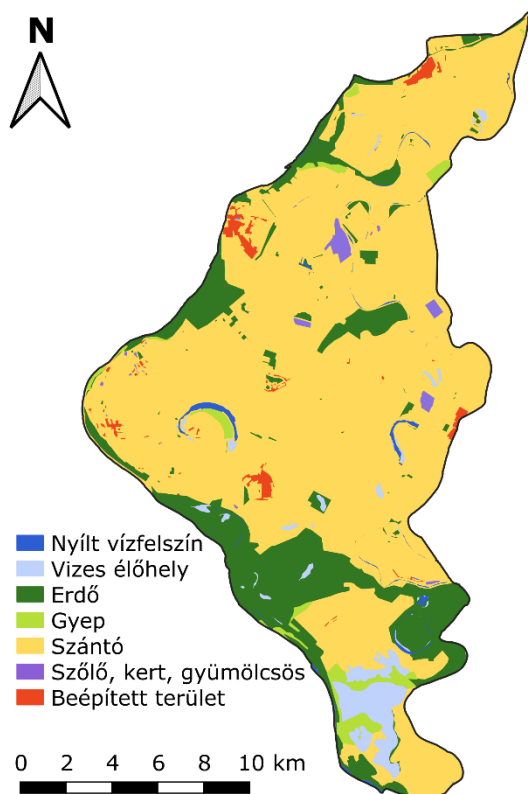 N
Nyílt vízfelszín
Vizes élőhely
Erdő
Gyep
Szántó
Szőlő, kert, gyümölcsös
Beépített terület
0 2 4 6 8 10 km